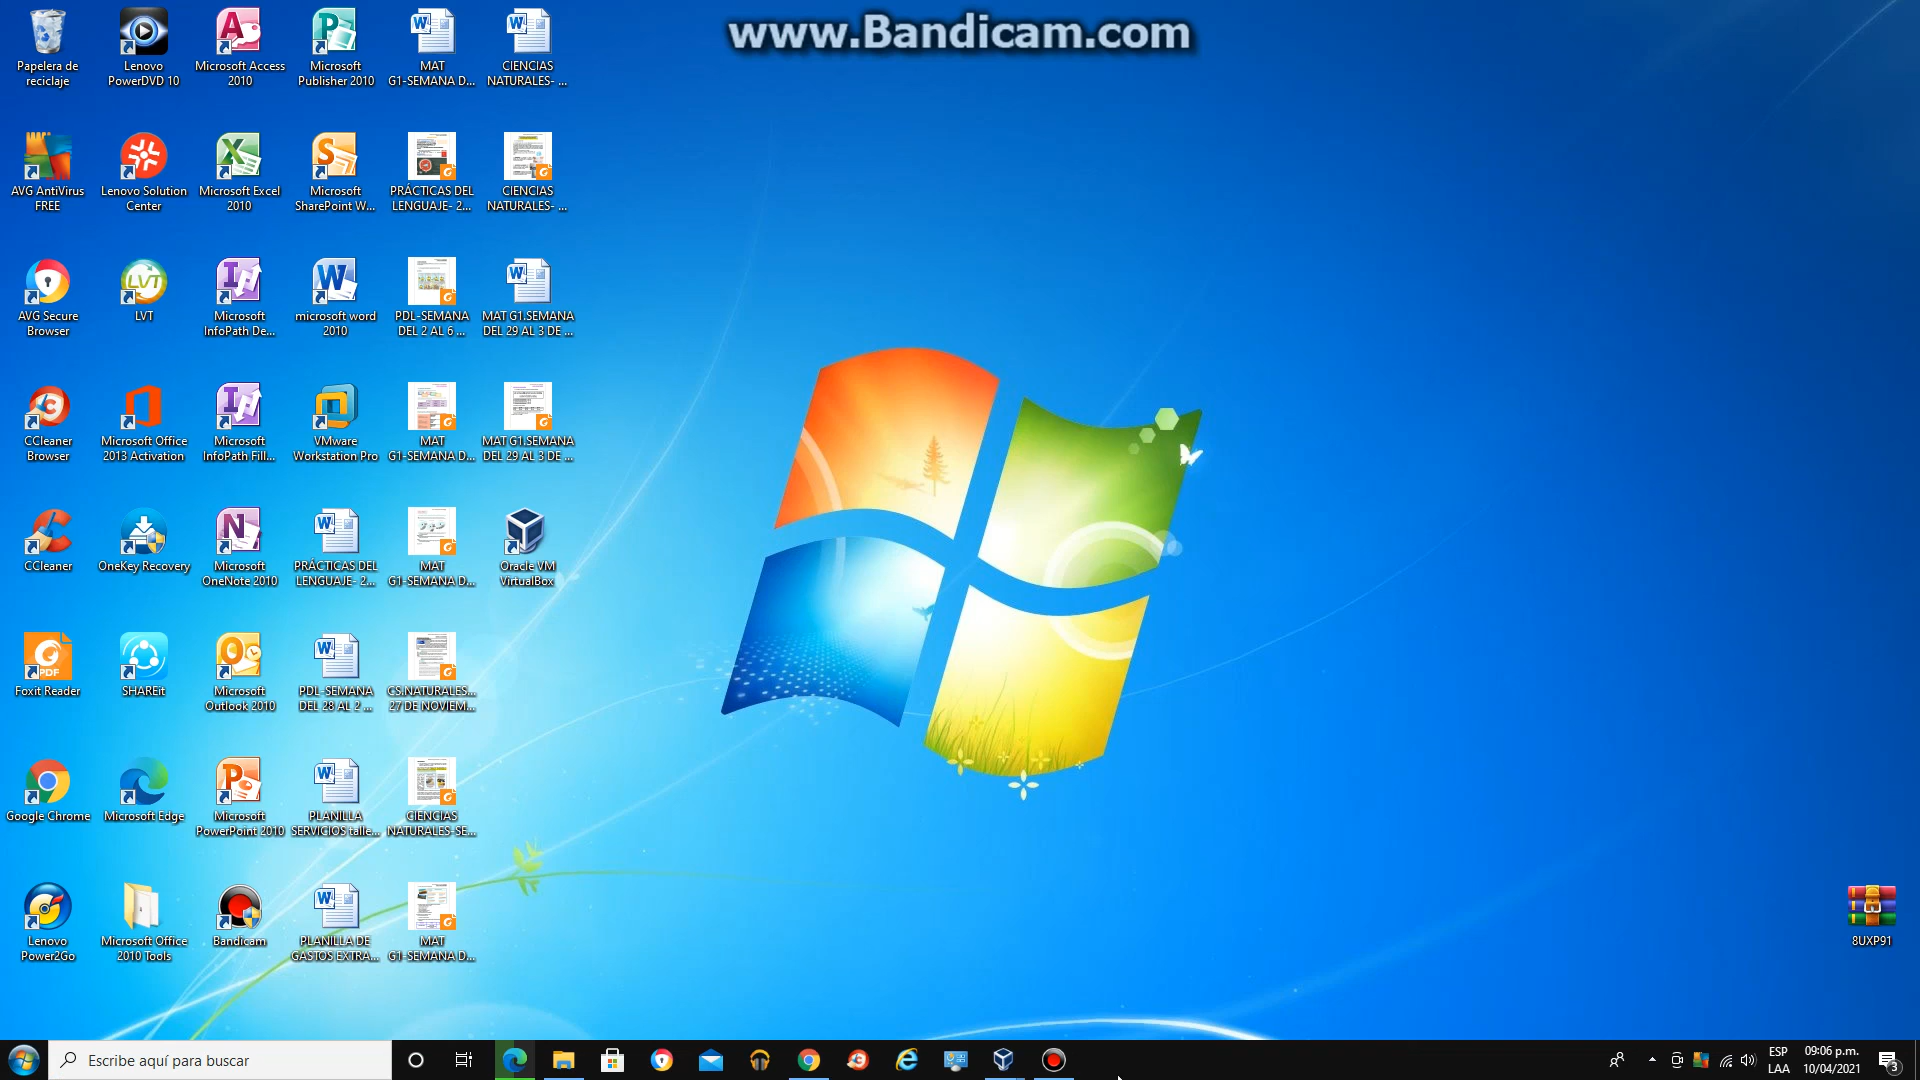 www.Bandicam.com
Papelera de
reciclaje
Lenovo
PowerDVD 10
Microsoft Access
2010
Microsoft
Publisher 2010
MAT
G1-SEMANA D...
CIENCIAS
NATURALES- ...
AVG AntiVirus
FREE
Lenovo Solution
Center
Microsoft Excel
2010
Microsoft
SharePoint W...
PRÁCTICAS DEL
LENGUAJE- 2...
CIENCIAS
NATURALES- ...
AVG Secure
Browser
LVT
Microsoft
InfoPath De...
microsoft word
2010
PDL-SEMANA
DEL 2 AL 6 ...
MAT G1.SEMANA
DEL 29 AL 3 DE ...
CCleaner
Browser
Microsoft Office
2013 Activation
Microsoft
InfoPath Fill...
VMware
Workstation Pro
MAT
G1-SEMANA D...
MAT G1.SEMANA
DEL 29 AL 3 DE ...
CCleaner
OneKey Recovery
Microsoft
OneNote 2010
PRÁCTICAS DEL
LENGUAJE- 2...
MAT
G1-SEMANA D...
Oracle VM
VirtualBox
Foxit Reader
SHAREit
Microsoft
Outlook 2010
PDL-SEMANA
DEL 28 AL 2 ...
CS.NATURALES...
27 DE NOVIEM...
Google Chrome
Microsoft Edge
Microsoft
PowerPoint 2010
PLANILLA
SERVICIOS talle...
CIENCIAS
NATURALES-SE...
Lenovo
Power2Go
Microsoft Office
2010 Tools
Bandicam
PLANILLA DE
GASTOS EXTRA...
MAT
G1-SEMANA D...
8UXP91
Escribe aquí para buscar
ESP
LAA
09:06 p.m.
10/04/2021
3